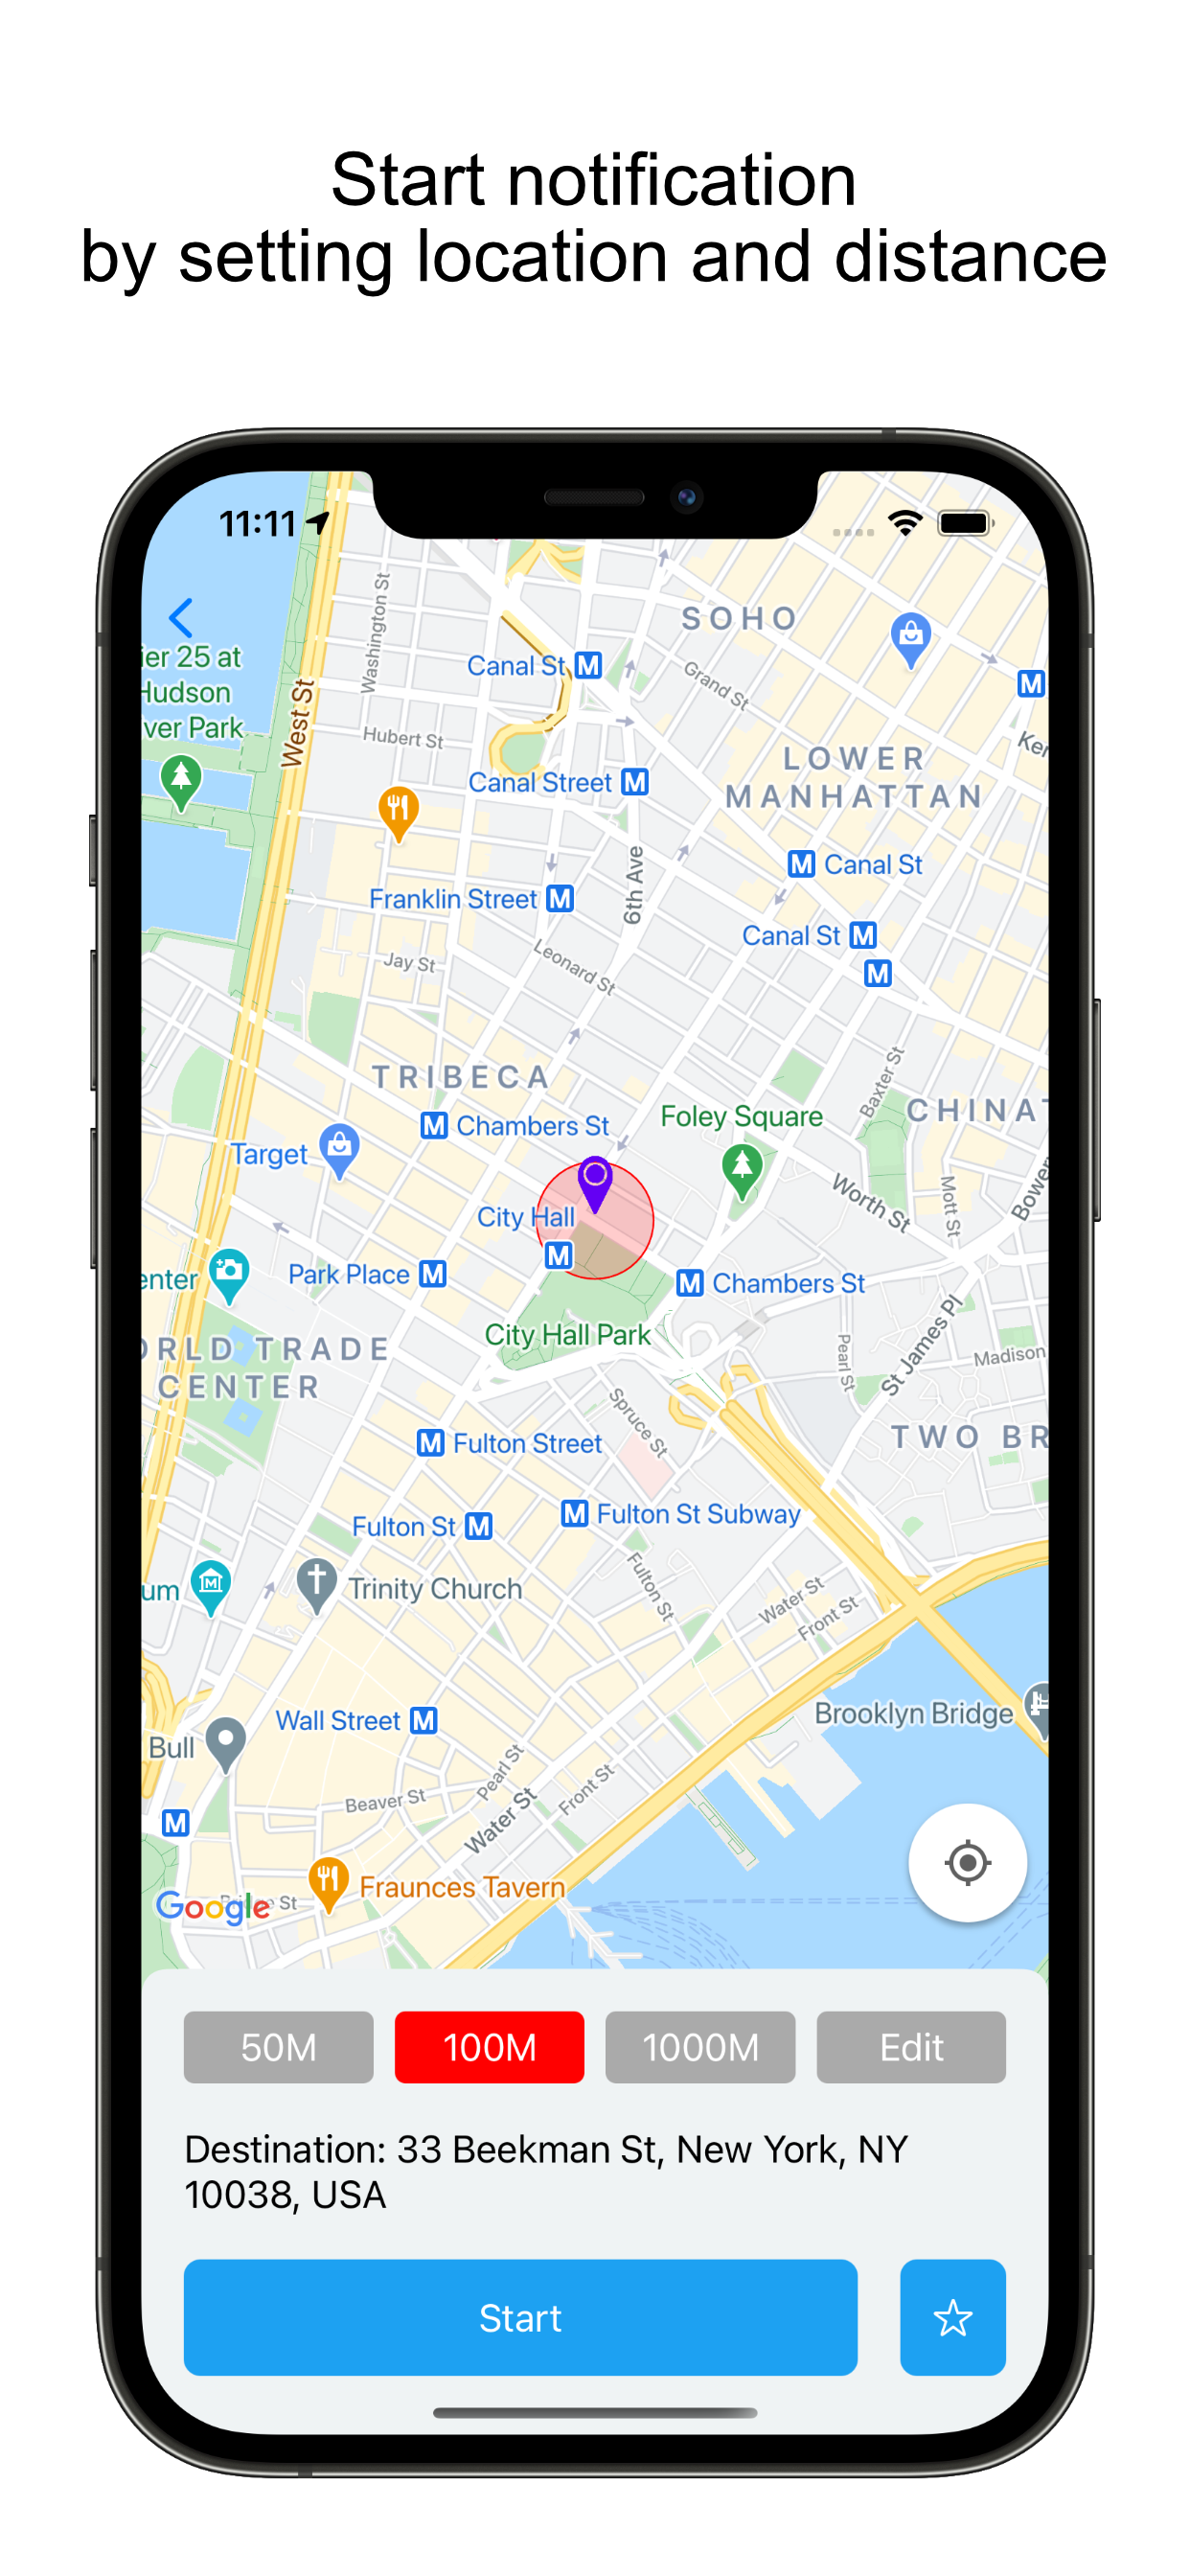 Start notification
by setting location and distance
11:11
SOHO
Canal St M
Washington St
Grand St
M
ier 25 at
Hudson
ver Park
West St
Hubert St
Ker
LOWER
MANHATTAN
Canal Street M
6th Ave
M Canal St
Franklin Street M
Canal St M
M
Jay St
Leonard St
Baxter St
TRIBECA
CHINAT
M Chambers St
Foley Square
Target
Worth St
Mott St
Bowery
City Hall
M
enter
Park Place M
M Chambers St
City Hall Park
ORLD TRADE
CENTER
Pearl St
St James Pl
Madison
Spruce St
TWO BR
M Fulton Street
Fulton St M
M Fulton St Subway
um
M
Trinity Church
Fulton St
Water St
Front St
Wall Street M
Brooklyn Bridge
Bull
Pearl St
Beaver St
Front St
Water St
M
Fraunces Tavern
Google
St
50M
100M
1000M
Edit
Destination: 33 Beekman St, New York, NY
10038, USA
Start